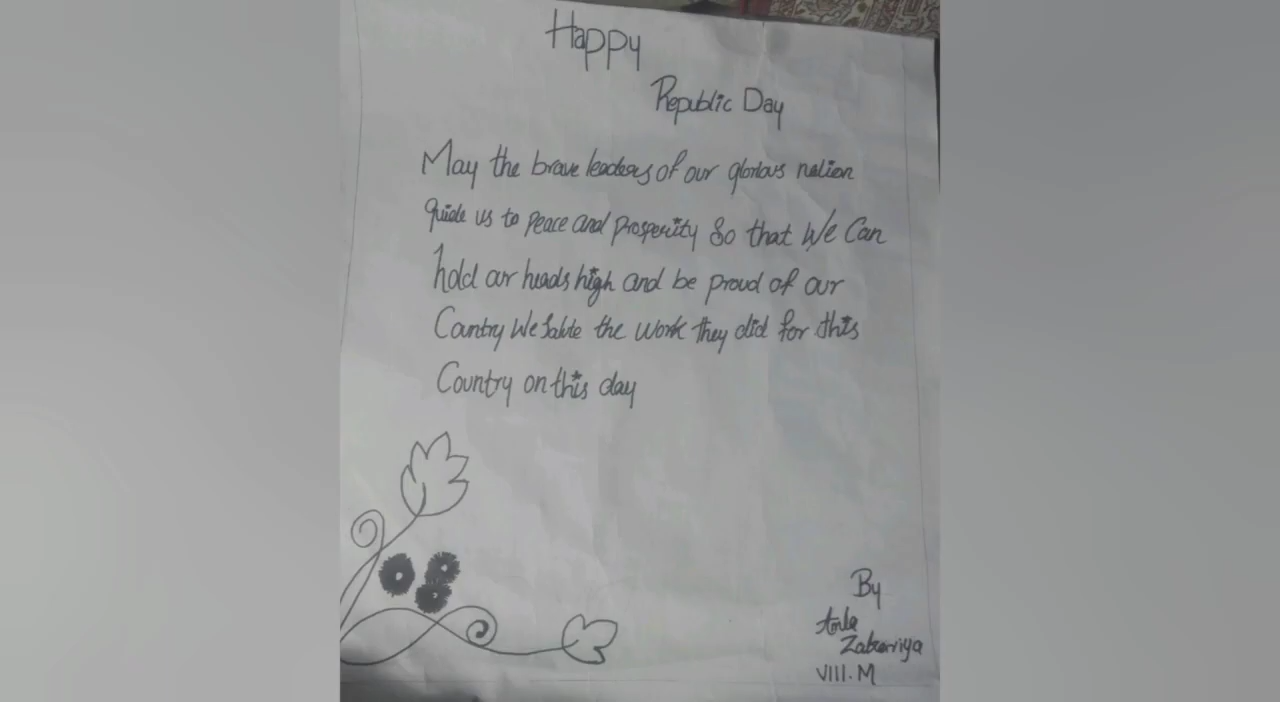 Happy
Republic Day
May the brave leaders of our glorious nation
guide us to peace and prosperity So that We Can
hold our heads high and be proud of our
Country We Salute the work they did for this
Country on this day
By
VIII.M